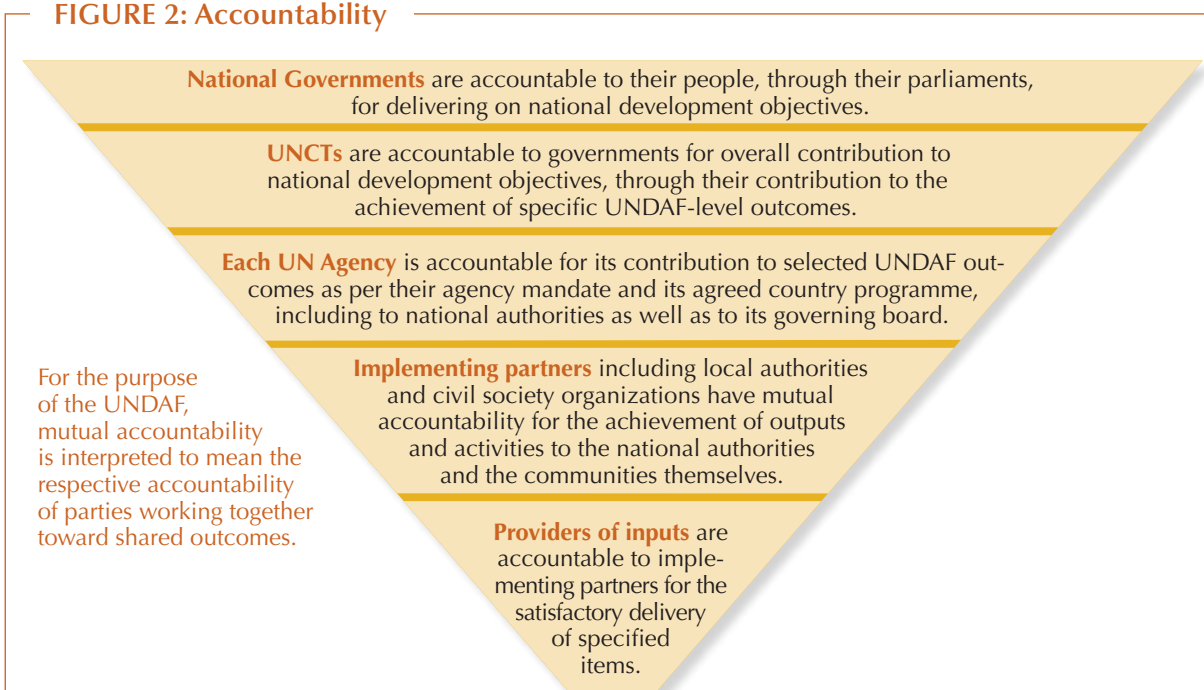 FIGURE 2: Accountability
National Governments are accountable to their people, through their parliaments,
for delivering on national development objectives.
UNCTs are accountable to governments for overall contribution to
national development objectives, through their contribution to the
achievement of specific UNDAF-level outcomes.
Each UN Agency is accountable for its contribution to selected UNDAF out-
comes as per their agency mandate and its agreed country programme,
including to national authorities as well as to its governing board.
Implementing partners including local authorities
and civil society organizations have mutual
accountability for the achievement of outputs
and activities to the national authorities
and the communities themselves.
For the purpose
of the UNDAF,
mutual accountability
is interpreted to mean the
respective accountability
of parties working together
toward shared outcomes.
Providers of inputs are
accountable to imple-
menting partners for the
satisfactory delivery
of specified
items.